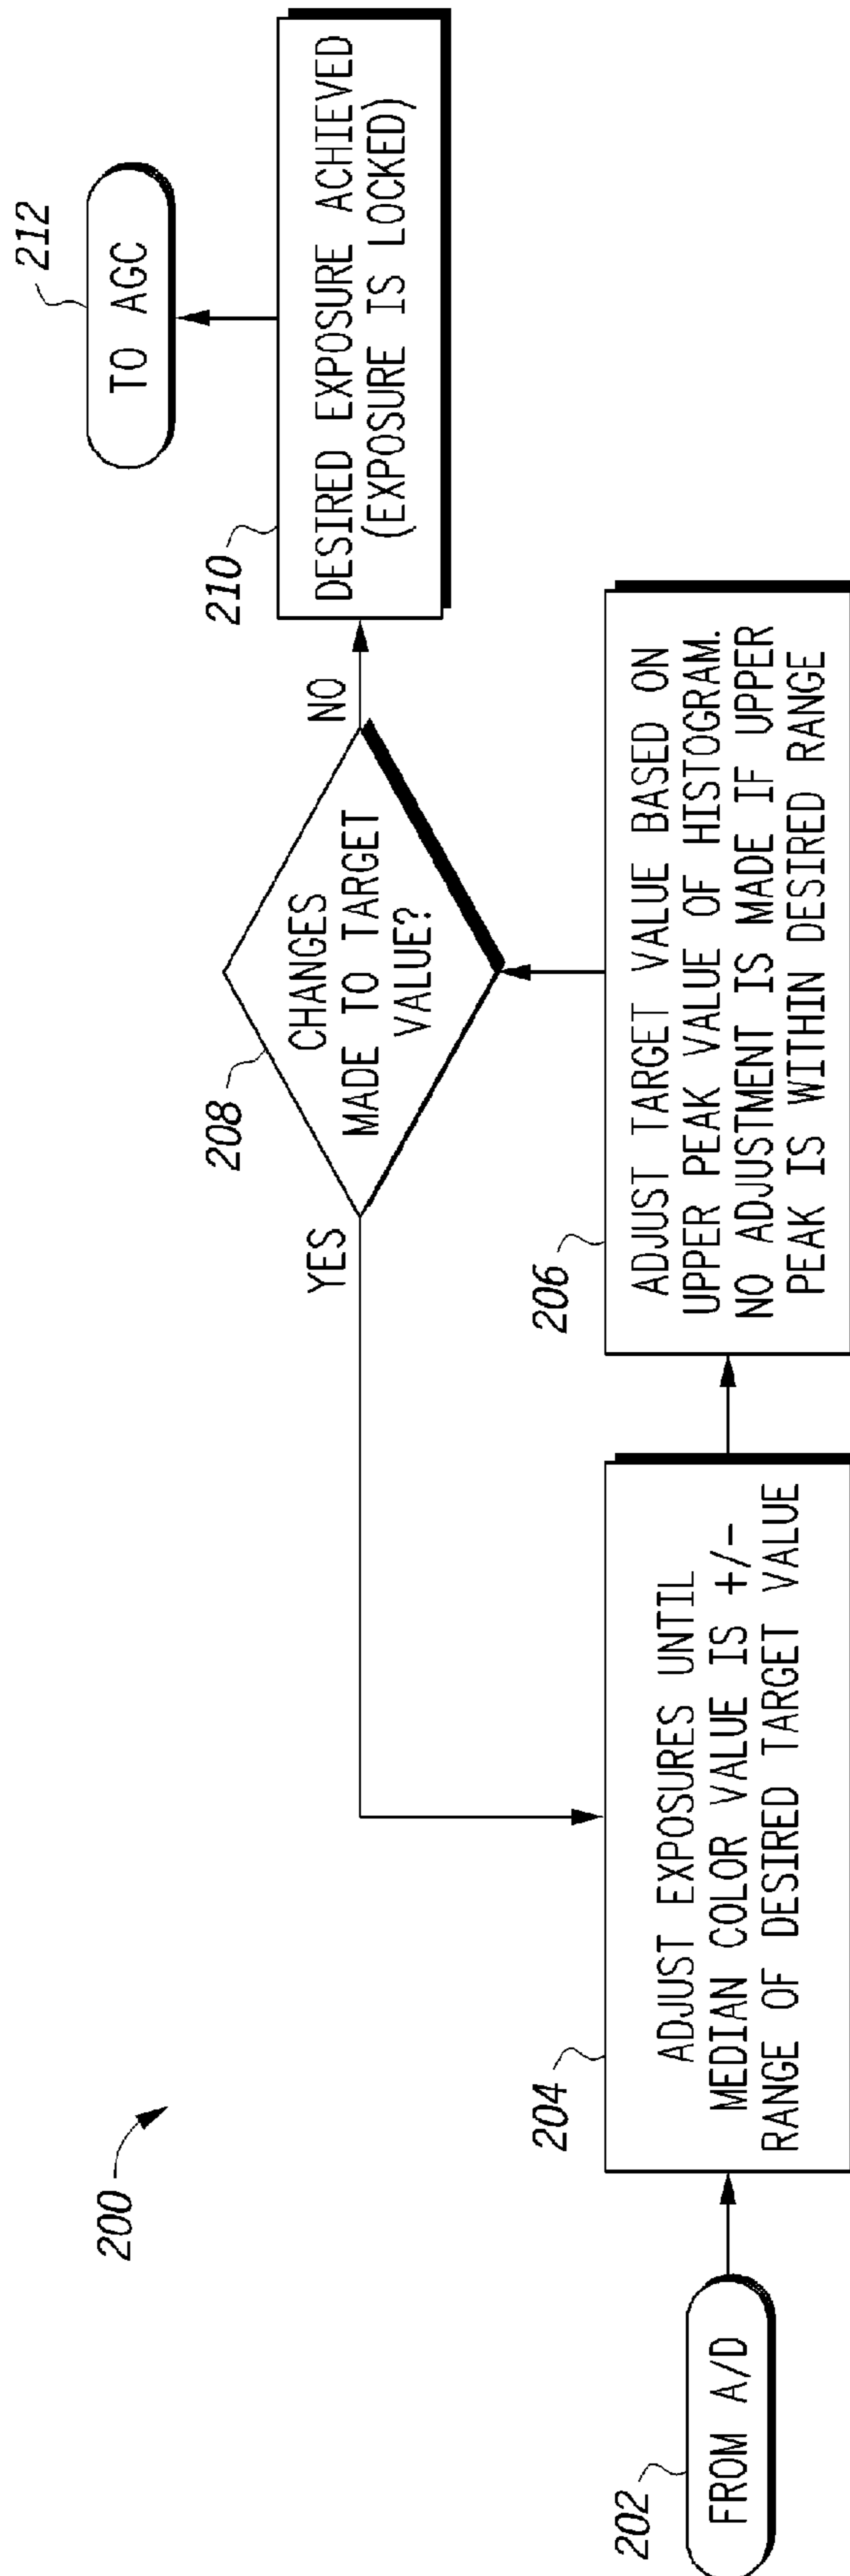 200
202
FROM A/D
204
ADJUST EXPOSURES UNTIL
MEDIAN COLOR VALUE IS +/-
RANGE OF DESIRED TARGET VALUE
206
ADJUST TARGET VALUE BASED ON
UPPER PEAK VALUE OF HISTOGRAM.
NO ADJUSTMENT IS MADE IF UPPER
PEAK IS WITHIN DESIRED RANGE
208
CHANGES
MADE TO TARGET
VALUE?
YES
NO
210
DESIRED EXPOSURE ACHIEVED
(EXPOSURE IS LOCKED)
212
TO AGC